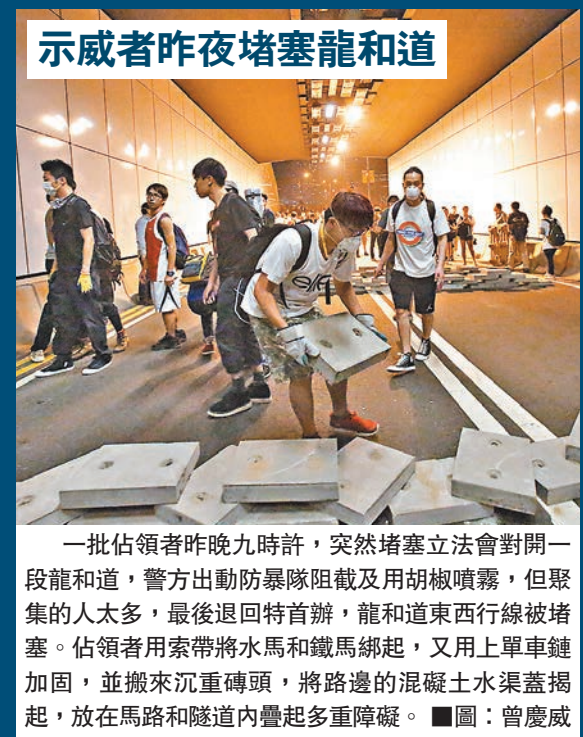 示威者昨夜堵塞龍和道
一批佔領者昨晚九時許，突然堵塞立法會對開一
段龍和道，警方出動防暴隊阻截及用胡椒噴霧，但聚
集的人太多，最後退回特首辦，龍和道東西行線被堵
塞。佔領者用索帶將水馬和鐵馬綁起，又用上單車鏈
加固，並搬來沉重磚頭，將路邊的混凝土水渠蓋揭
起，放在馬路和隧道內疊起多重障礙。 ■圖：曾慶威